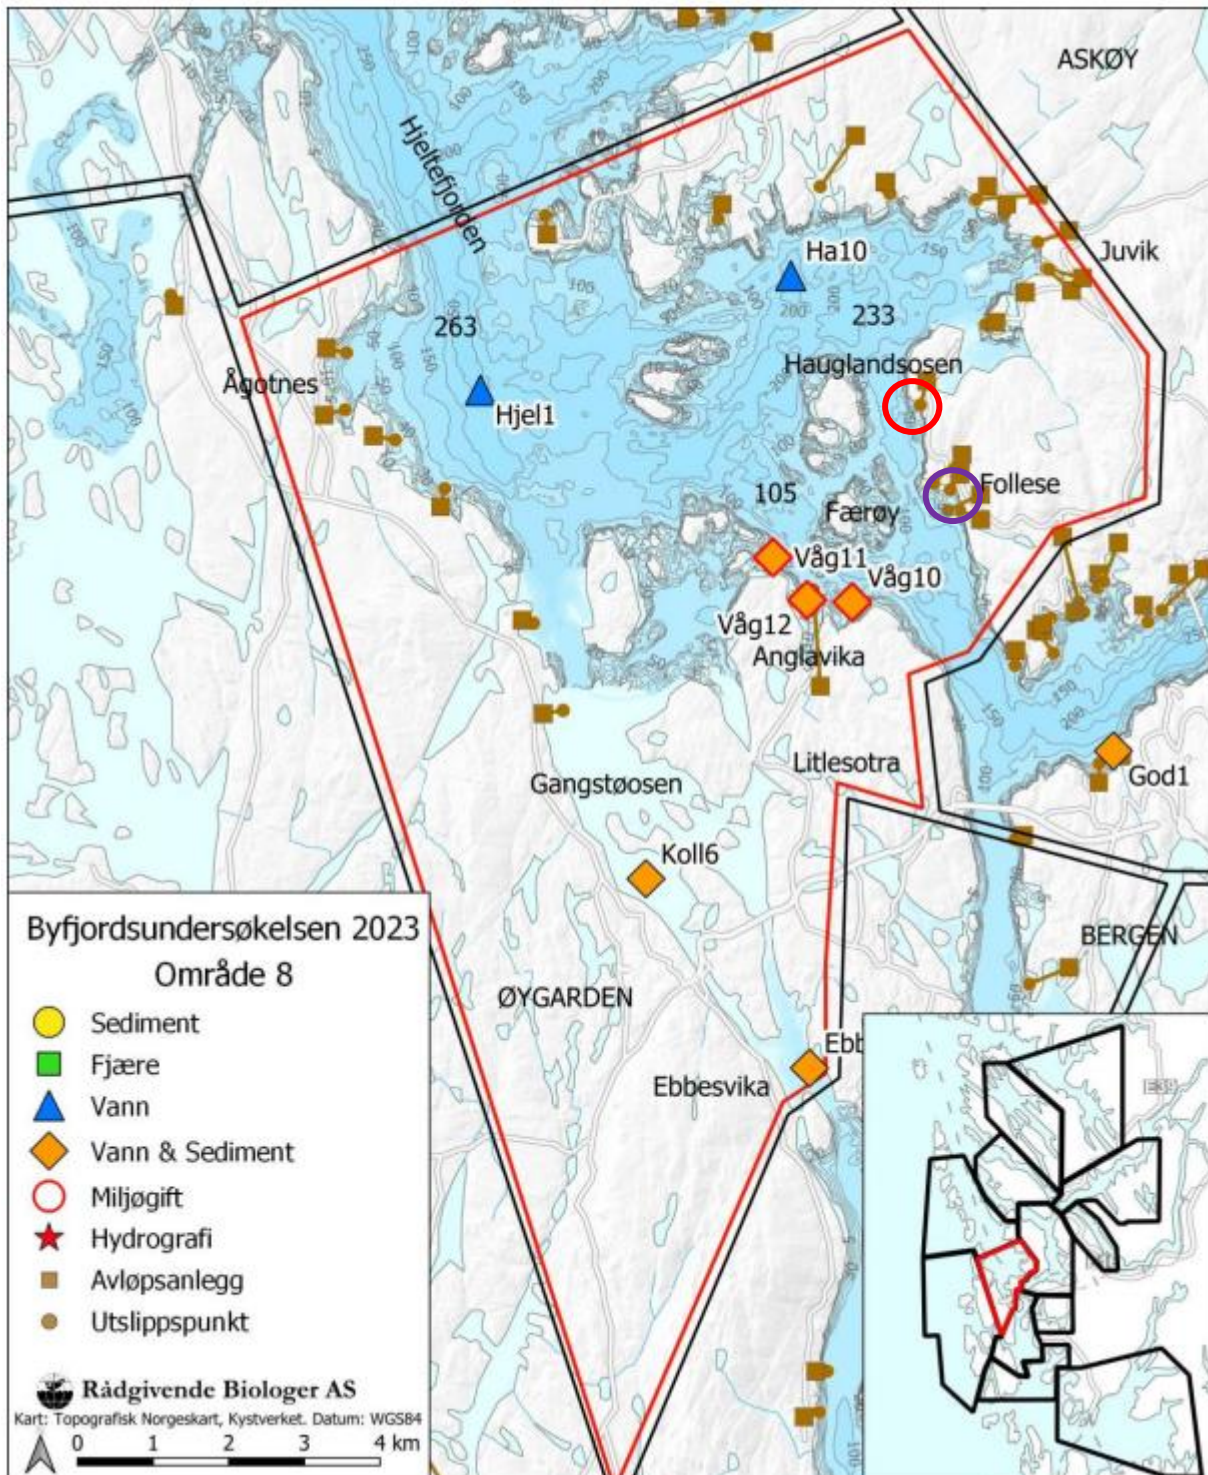 ASKØY
Hjeltefjorden
Ha10
Juvik
263
233
Hauglandsosen
Ågotnes
Hjel1
105
Follese
Færøy
Våg11
Våg10
Våg12
Anglavika
Litlesotra
God1
Gangstøosen
Koll6
BERGEN
ØYGARDEN
Ebb
Ebbesvika
Byfjordsundersøkelsen 2023
Område 8
Sediment
Fjære
Vann
Vann & Sediment
Miljøgift
Hydrografi
Avløpsanlegg
Utslippspunkt
Rådgivende Biologer AS
Kart: Topografisk Norgeskart, Kystverket. Datum: WGS84
0 1 2 3 4 km
E39